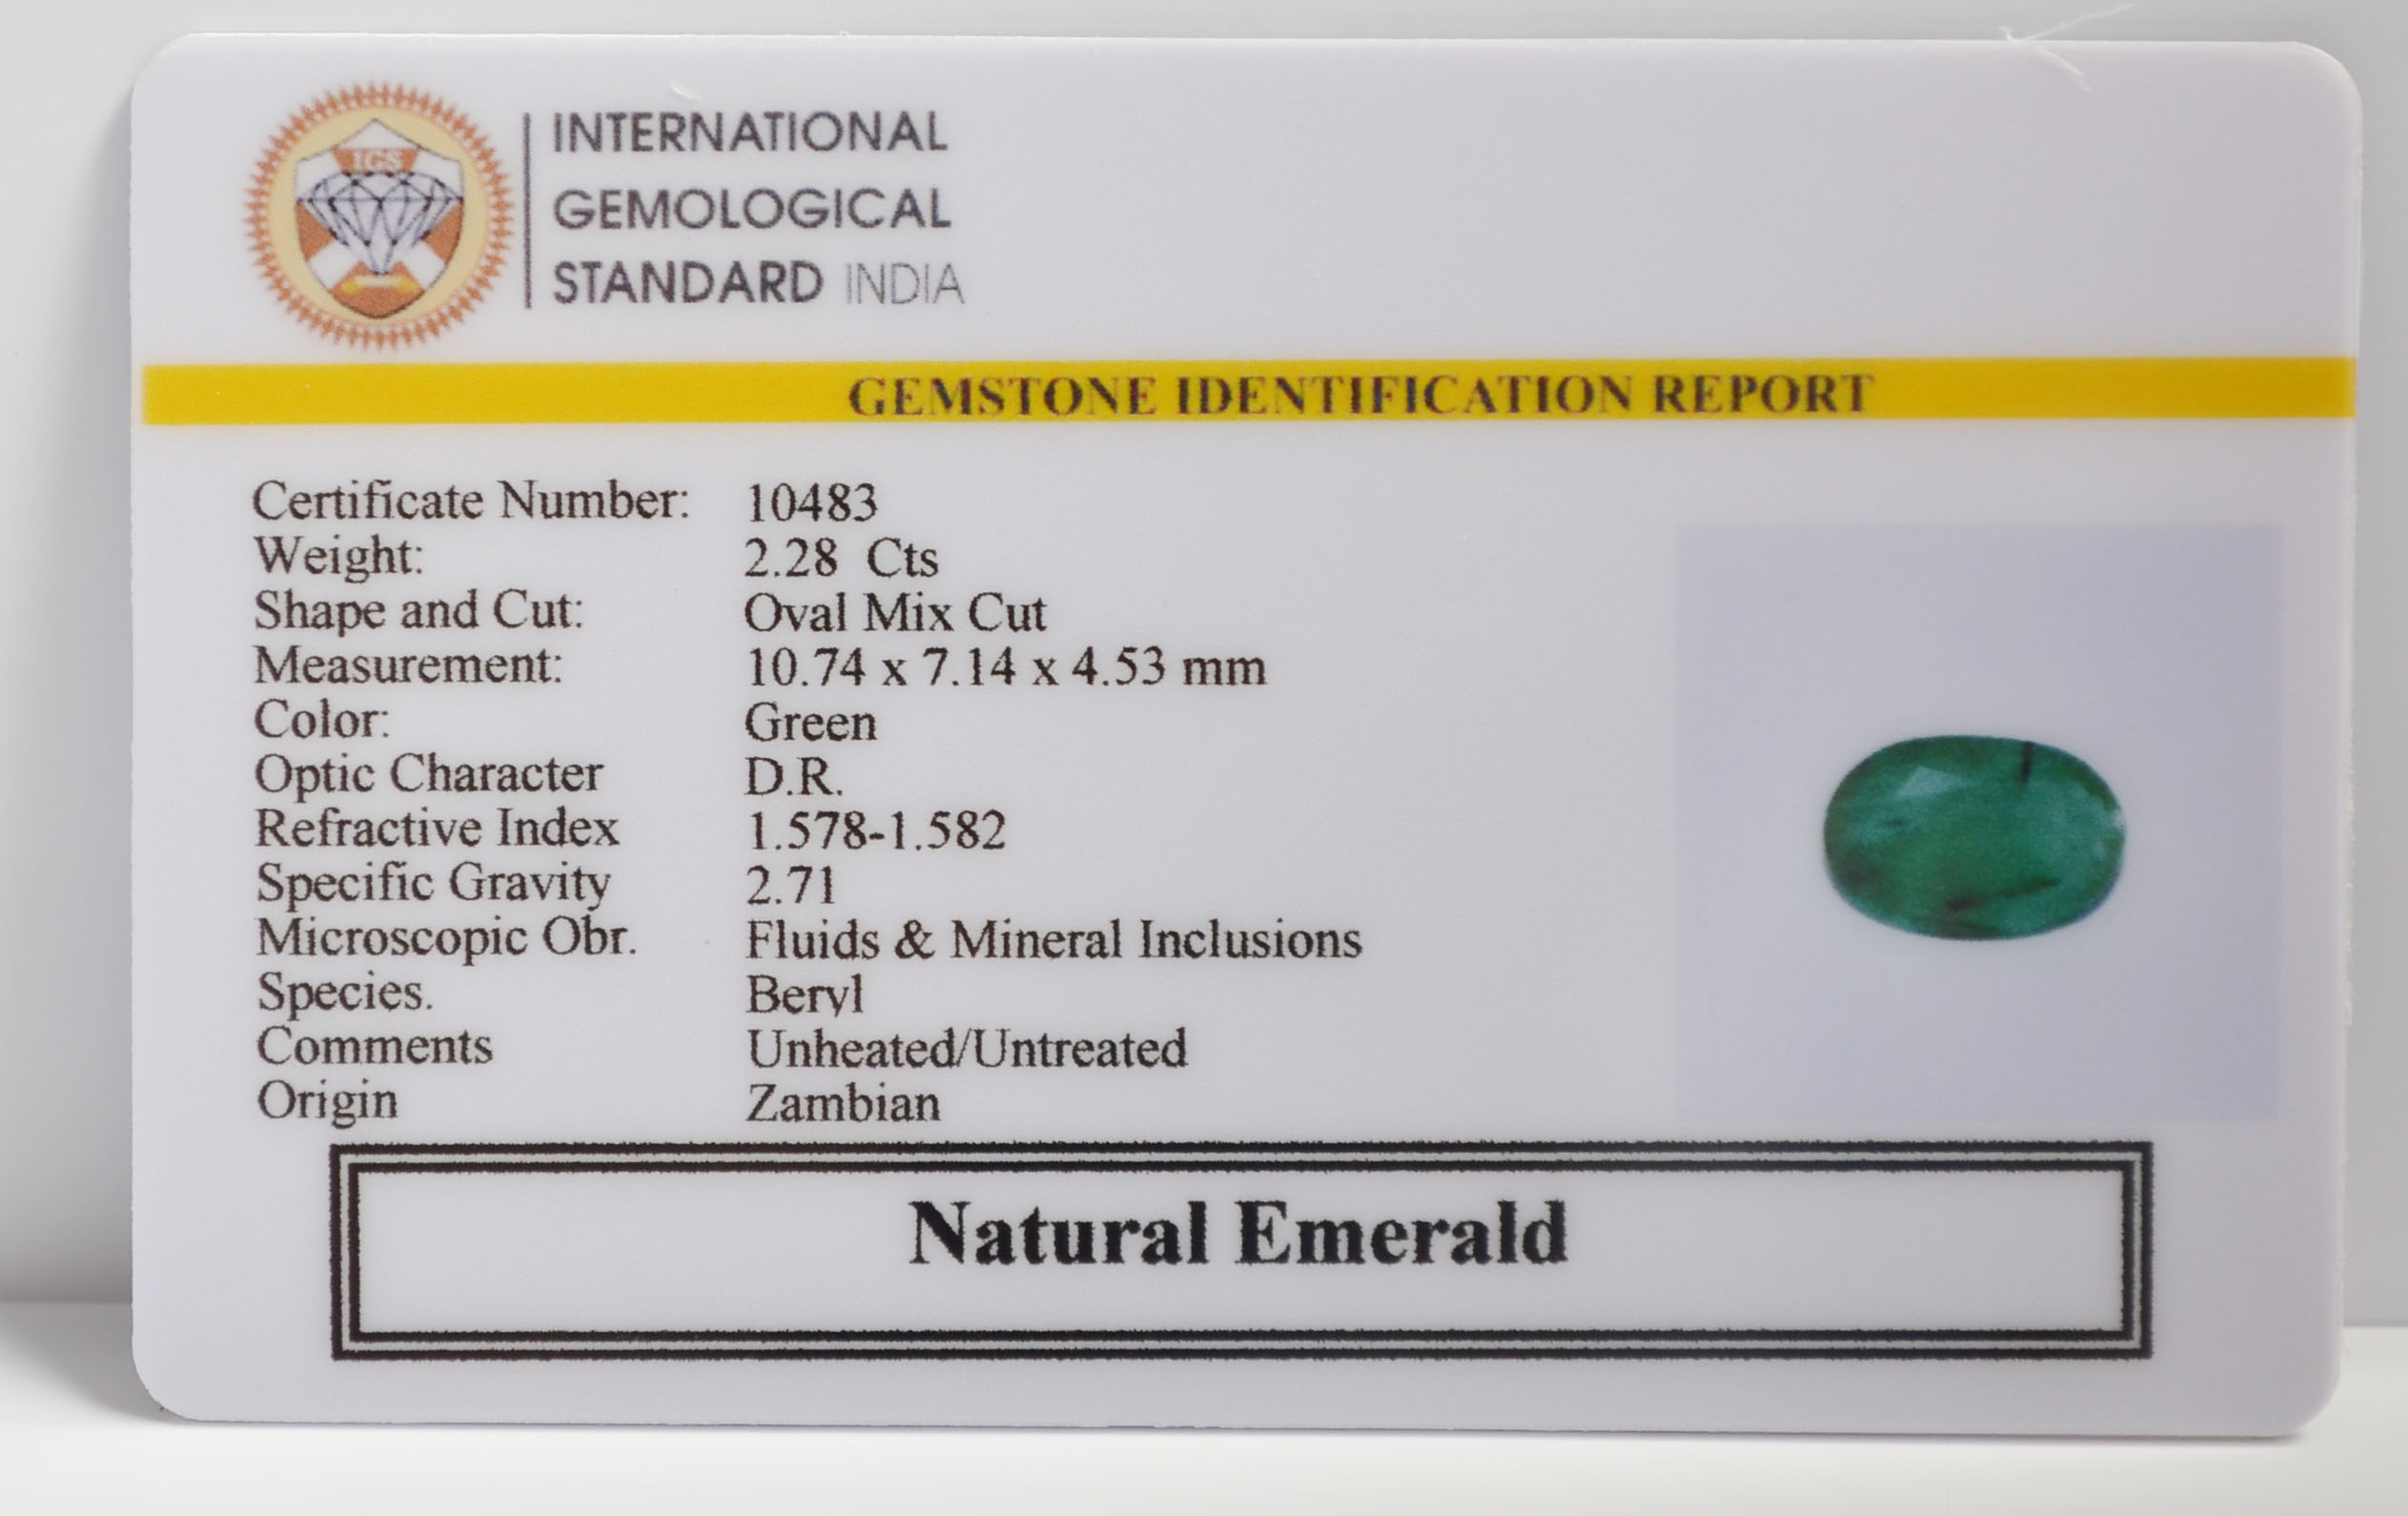 IGS
INTERNATIONAL
GEMOLOGICAL
STANDARD INDIA
GEMSTONE IDENTIFICATION REPORT
Certificate Number: 10483
Weight: 2.28 Cts
Shape and Cut: Oval Mix Cut
Measurement: 10.74 x 7.14 x 4.53 mm
Color: Green
Optic Character D.R.
Refractive Index 1.578-1.582
Specific Gravity 2.71
Microscopic Obr. Fluids & Mineral Inclusions
Species. Beryl
Comments Unheated/Untreated
Origin Zambian
Natural Emerald